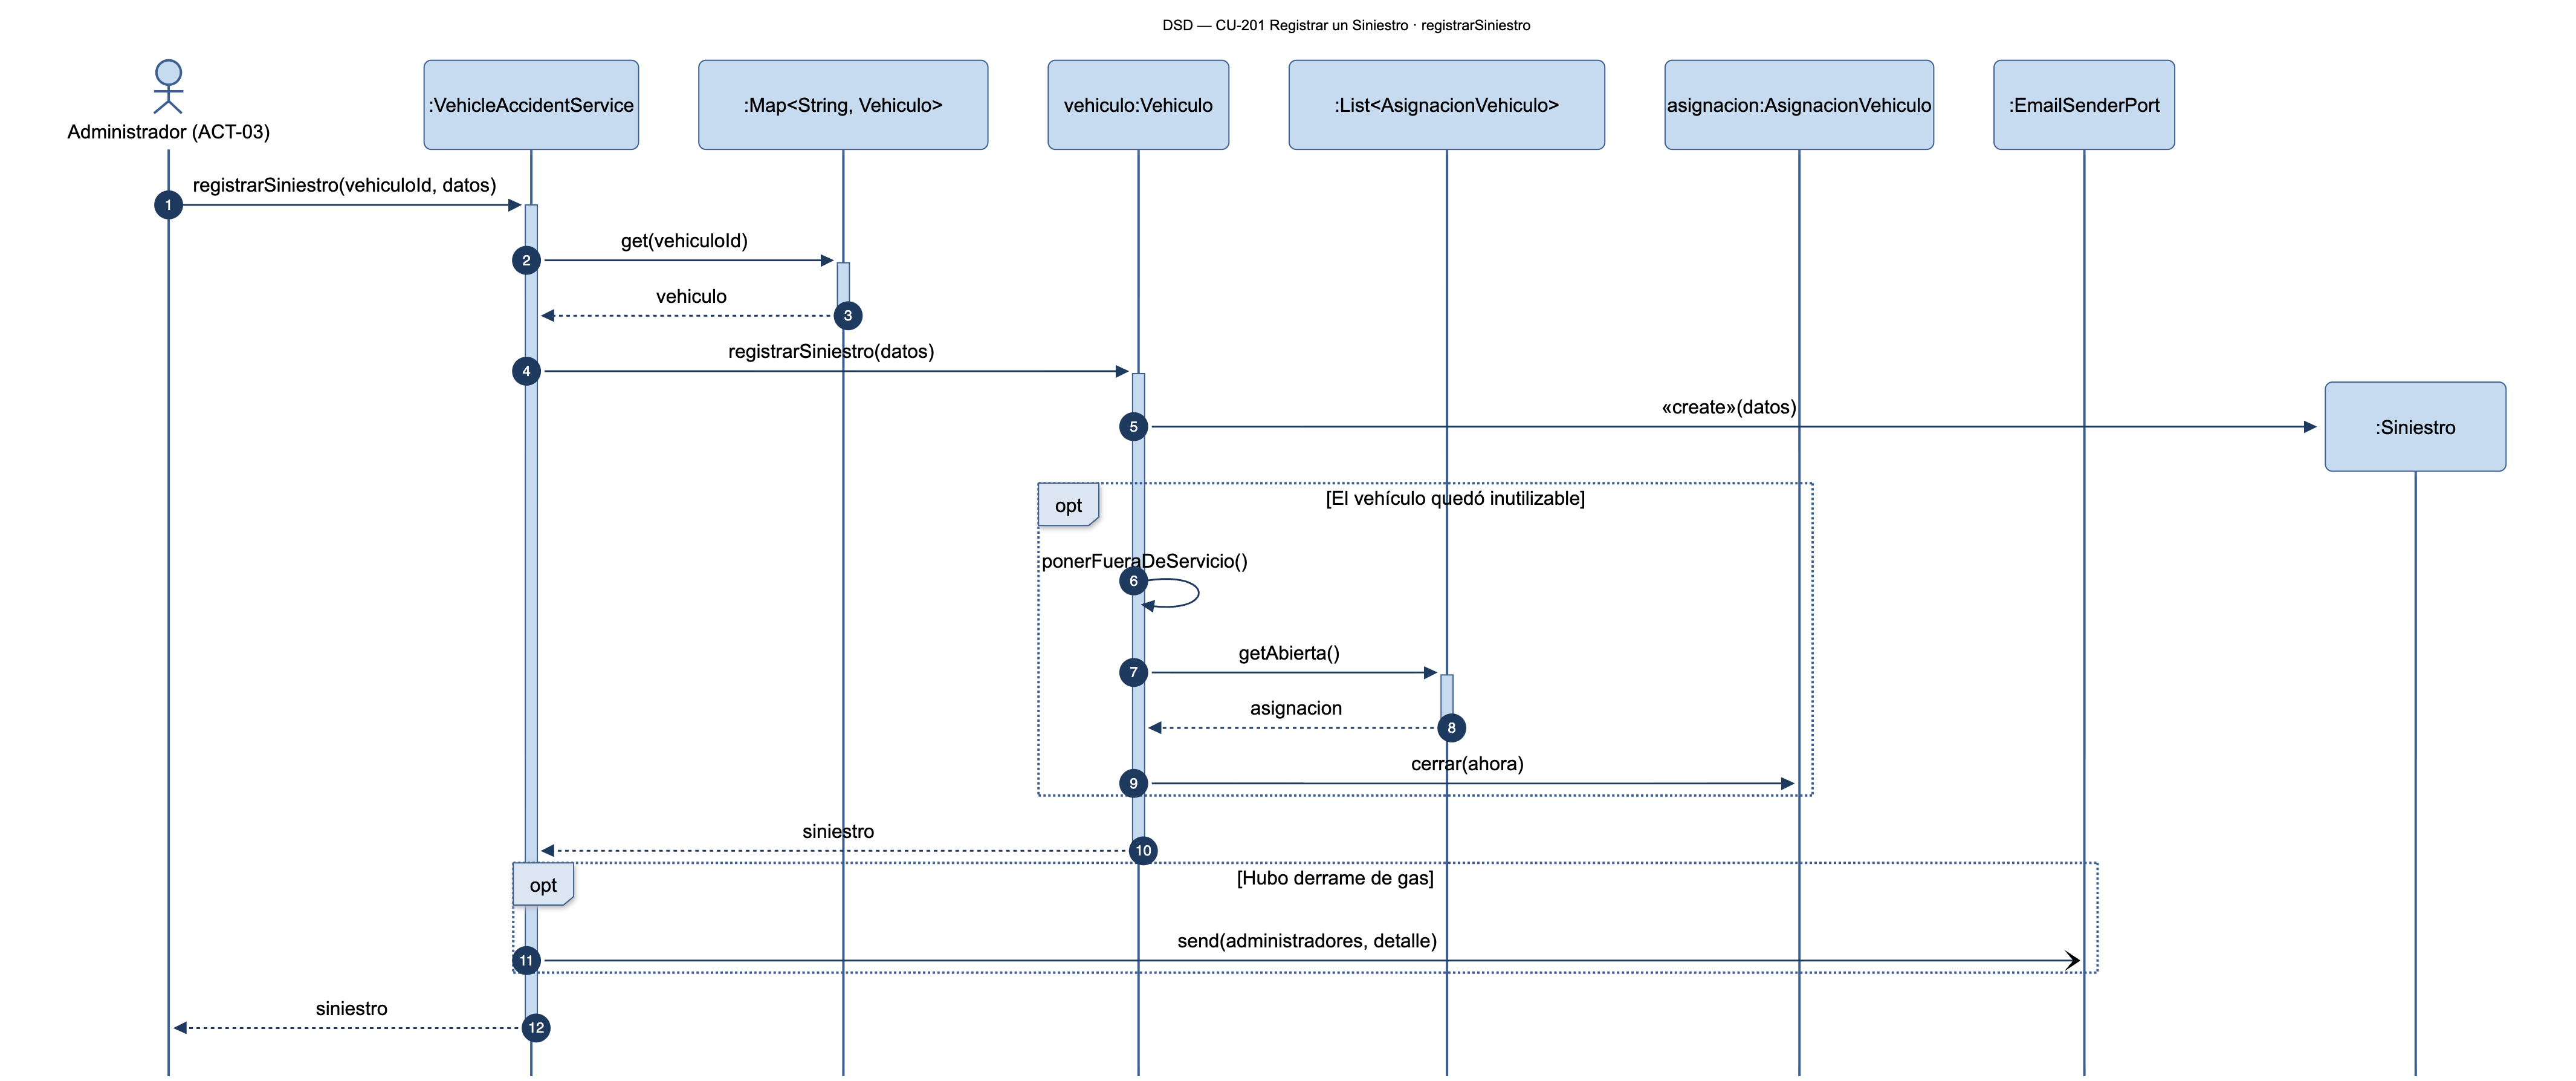 DSD — CU-201 Registrar un Siniestro · registrarSiniestro
Administrador (ACT-03)
:VehicleAccidentService
:Map<String, Vehiculo>
vehiculo:Vehiculo
:List<AsignacionVehiculo>
asignacion:AsignacionVehiculo
:EmailSenderPort
registrarSiniestro(vehiculoId, datos)
1
get(vehiculoId)
2
vehiculo
3
registrarSiniestro(datos)
4
«create»(datos)
5
:Siniestro
opt
[El vehículo quedó inutilizable]
ponerFueraDeServicio()
6
getAbierta()
7
asignacion
8
cerrar(ahora)
9
siniestro
10
opt
[Hubo derrame de gas]
send(administradores, detalle)
11
siniestro
12